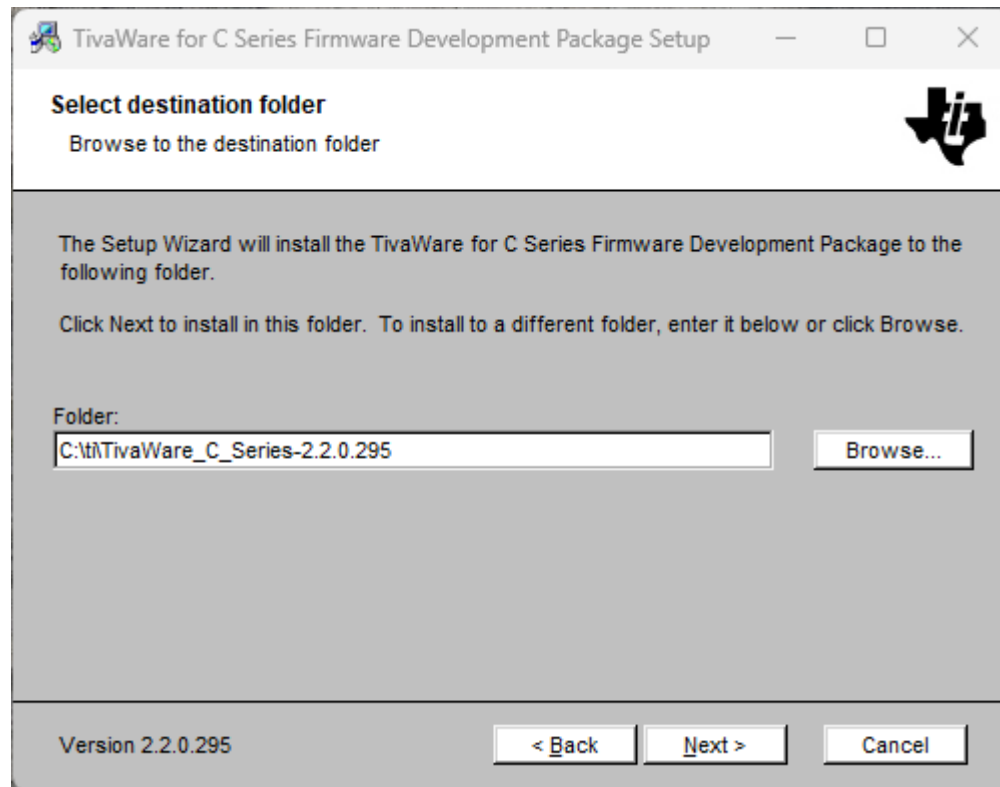 TivaWare for C Series Firmware Development Package Setup
Select destination folder
Browse to the destination folder
ti
The Setup Wizard will install the TivaWare for C Series Firmware Development Package to the
following folder.
Click Next to install in this folder. To install to a different folder, enter it below or click Browse.
Folder:
C:\ti\TivaWare_C_Series-2.2.0.295
Browse...
Version 2.2.0.295
< Back
Next >
Cancel